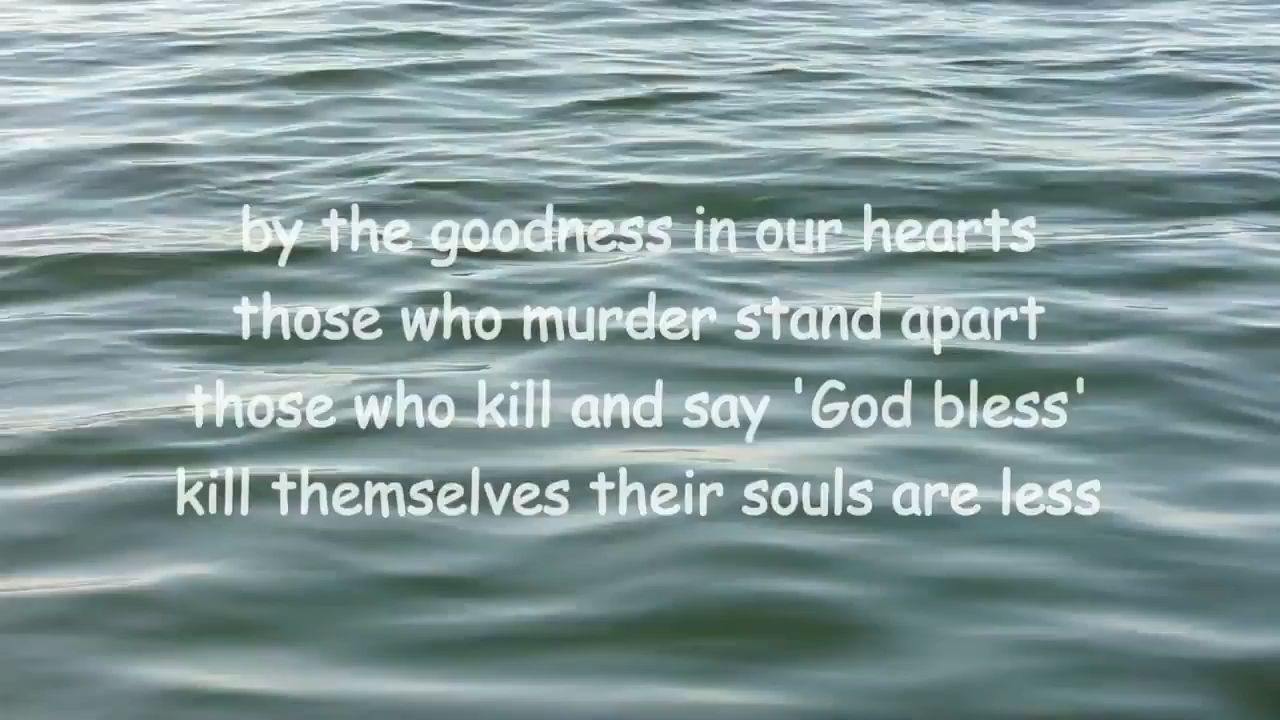 by the goodness in our hearts
those who murder stand apart
those who kill and say 'God bless'
kill themselves their souls are less